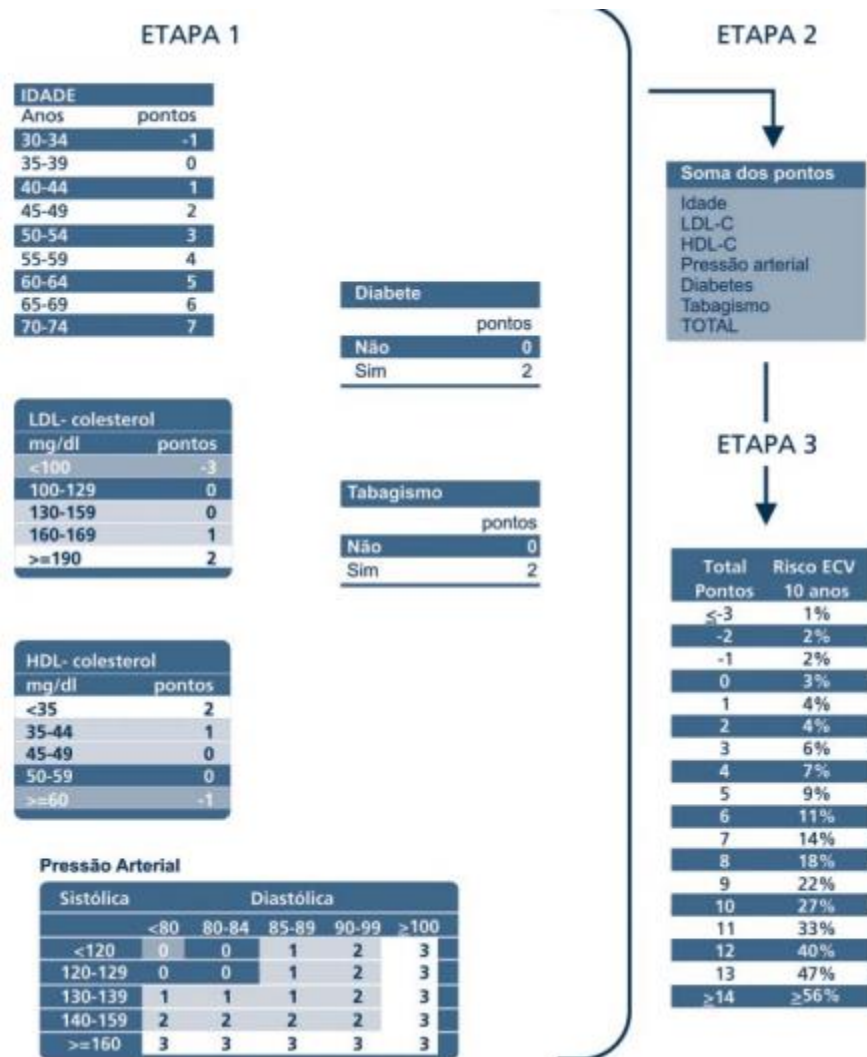 ETAPA 1
IDADE
Anos pontos
30-34 -1
35-39 0
40-44 1
45-49 2
50-54 3
55-59 4
60-64 5
65-69 6
70-74 7
LDL- colesterol
mg/dl pontos
<100 -3
100-129 0
130-159 0
160-169 1
>=190 2
HDL- colesterol
mg/dl pontos
<35 2
35-44 1
45-49 0
50-59 0
>=60 -1
Diabete
pontos
Não 0
Sim 2
Tabagismo
pontos
Não 0
Sim 2
Pressão Arterial
Sistólica Diastólica
<80 80-84 85-89 90-99 ≥100
<120 0 0 1 2 3
120-129 0 0 1 2 3
130-139 1 1 1 2 3
140-159 2 2 2 2 3
>=160 3 3 3 3 3
ETAPA 2
Soma dos pontos
Idade
LDL-C
HDL-C
Pressão arterial
Diabetes
Tabagismo
TOTAL
ETAPA 3
Total Risco ECV
Pontos 10 anos
≤-3 1%
-2 2%
-1 2%
0 3%
1 4%
2 4%
3 6%
4 7%
5 9%
6 11%
7 14%
8 18%
9 22%
10 27%
11 33%
12 40%
13 47%
≥14 ≥56%